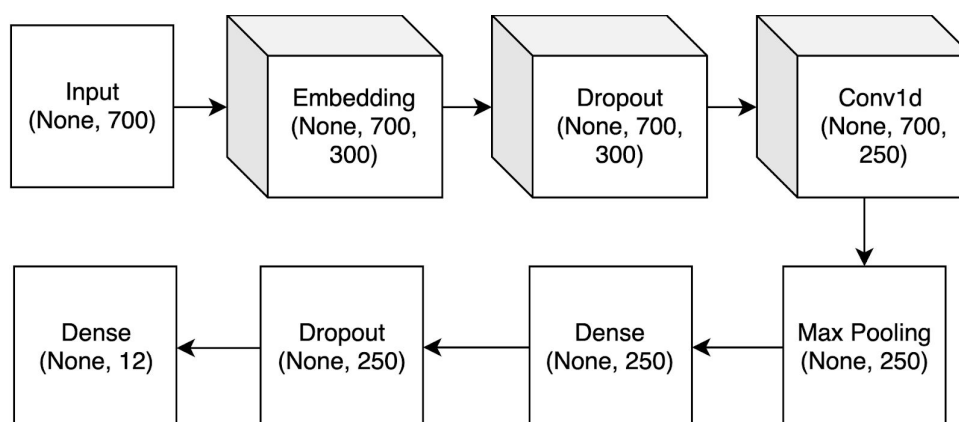 Input
(None, 700)
Embedding
(None, 700,
300)
Dropout
(None, 700,
300)
Conv1d
(None, 700,
250)
Dense
(None, 12)
Dropout
(None, 250)
Dense
(None, 250)
Max Pooling
(None, 250)